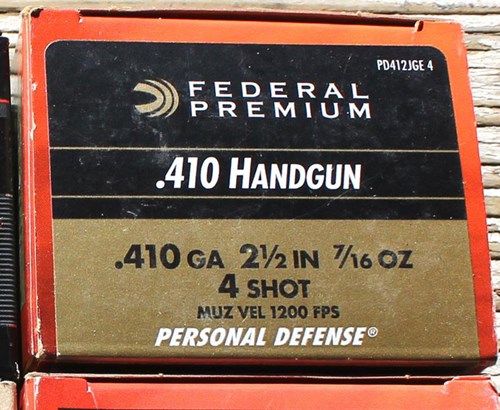 PD412JGE 4
FEDERAL
PREMIUM
.410 HANDGUN
.410 GA 2½ IN 7/16 OZ
4 SHOT
MUZ VEL 1200 FPS
PERSONAL DEFENSE®